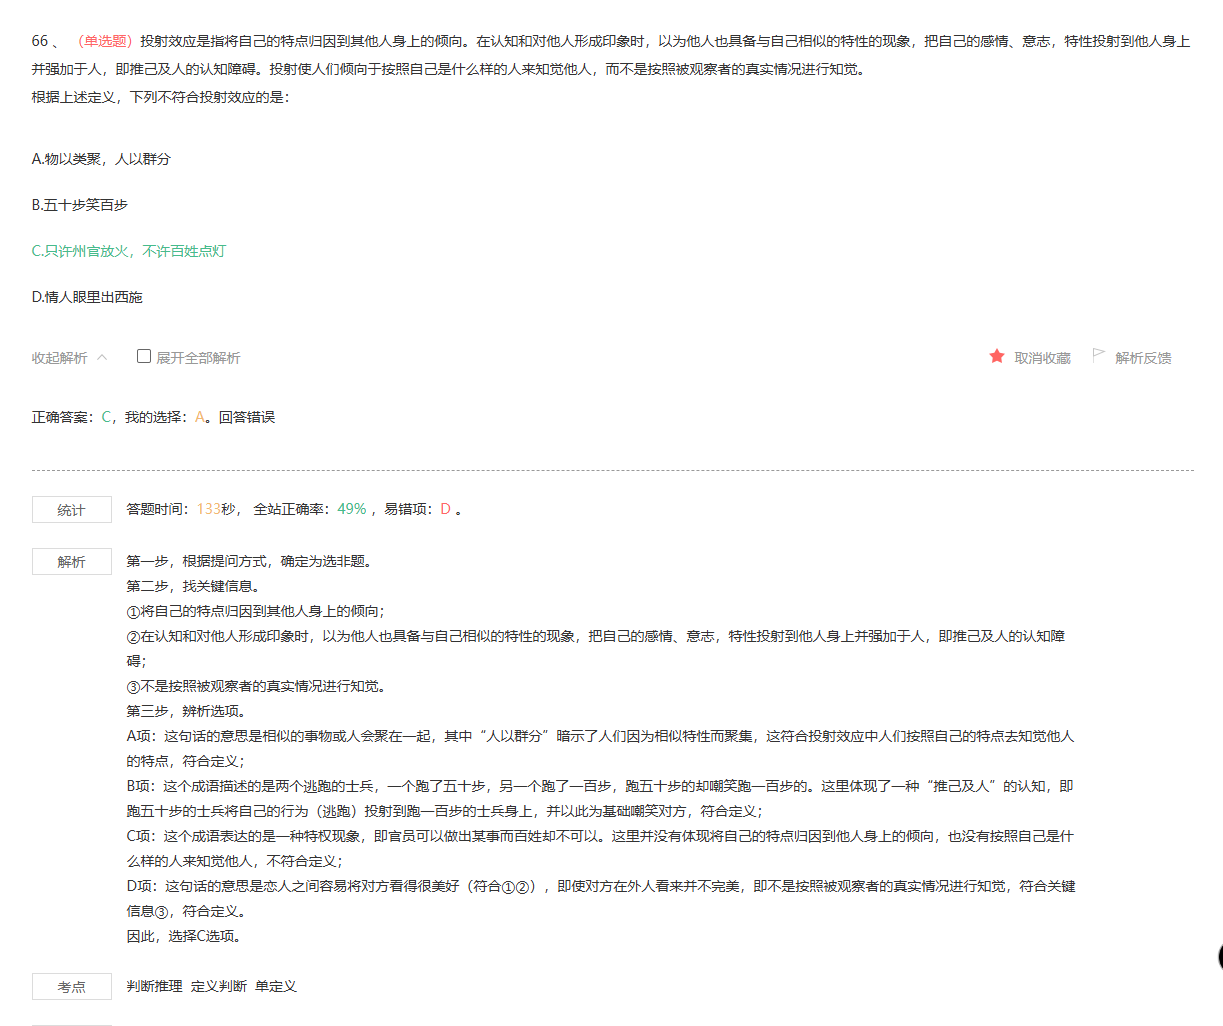 66 、 （单选题）投射效应是指将自己的特点归因到其他人身上的倾向。在认知和对他人形成印象时，以为他人也具备与自己相似的特性的现象，把自己的感情、意志，特性投射到他人身上
并强加于人，即推己及人的认知障碍。投射使人们倾向于按照自己是什么样的人来知觉他人，而不是按照被观察者的真实情况进行知觉。
根据上述定义，下列不符合投射效应的是：
A.物以类聚，人以群分
B.五十步笑百步
C.只许州官放火，不许百姓点灯
D.情人眼里出西施
收起解析 展开全部解析 取消收藏 解析反馈
正确答案：C，我的选择：A。回答错误
统计 答题时间：133秒， 全站正确率：49% ，易错项：D 。
解析 第一步，根据提问方式，确定为选非题。
第二步，找关键信息。
①将自己的特点归因到其他人身上的倾向；
②在认知和对他人形成印象时，以为他人也具备与自己相似的特性的现象，把自己的感情、意志，特性投射到他人身上并强加于人，即推己及人的认知障
碍；
③不是按照被观察者的真实情况进行知觉。
第三步，辨析选项。
A项：这句话的意思是相似的事物或人会聚在一起，其中“人以群分”暗示了人们因为相似特性而聚集，这符合投射效应中人们按照自己的特点去知觉他人
的特点，符合定义；
B项：这个成语描述的是两个逃跑的士兵，一个跑了五十步，另一个跑了一百步，跑五十步的却嘲笑跑一百步的。这里体现了一种“推己及人”的认知，即
跑五十步的士兵将自己的行为（逃跑）投射到跑一百步的士兵身上，并以此为基础嘲笑对方，符合定义；
C项：这个成语表达的是一种特权现象，即官员可以做出某事而百姓却不可以。这里并没有体现将自己的特点归因到他人身上的倾向，也没有按照自己是什
么样的人来知觉他人，不符合定义；
D项：这句话的意思是恋人之间容易将对方看得很美好（符合①②），即使对方在外人看来并不完美，即不是按照被观察者的真实情况进行知觉，符合关键
信息③，符合定义。
因此，选择C选项。
考点 判断推理 定义判断 单定义